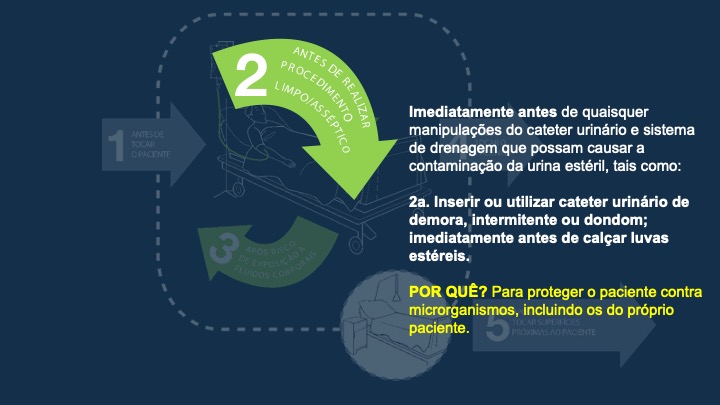 2
ANTES DE REALIZAR
PROCEDIMENTO
LIMPO/ASSÉPTICO
1
ANTES DE
TOCAR
O PACIENTE
3
APÓS RISCO
DE EXPOSIÇÃO A
FLUIDOS CORPORAIS
Imediatamente antes de quaisquer
manipulações do cateter urinário e sistema
de drenagem que possam causar a
contaminação da urina estéril, tais como:
2a. Inserir ou utilizar cateter urinário de
demora, intermitente ou dondom;
imediatamente antes de calçar luvas
estéreis.
POR QUÊ? Para proteger o paciente contra
microrganismos, incluindo os do próprio
paciente.
5
TOCAR SUPERFÍCIES
PRÓXIMAS AO PACIENTE